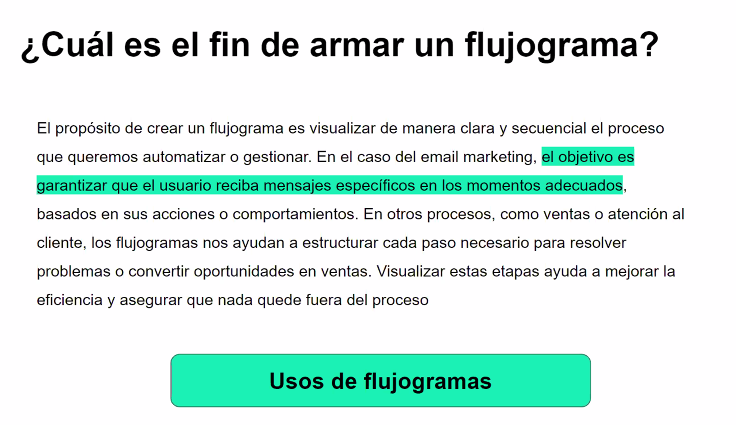 ¿Cuál es el fin de armar un flujograma?
El propósito de crear un flujograma es visualizar de manera clara y secuencial el proceso
que queremos automatizar o gestionar. En el caso del email marketing, el objetivo es
garantizar que el usuario reciba mensajes específicos en los momentos adecuados,
basados en sus acciones o comportamientos. En otros procesos, como ventas o atención al
cliente, los flujogramas nos ayudan a estructurar cada paso necesario para resolver
problemas o convertir oportunidades en ventas. Visualizar estas etapas ayuda a mejorar la
eficiencia y asegurar que nada quede fuera del proceso
Usos de flujogramas